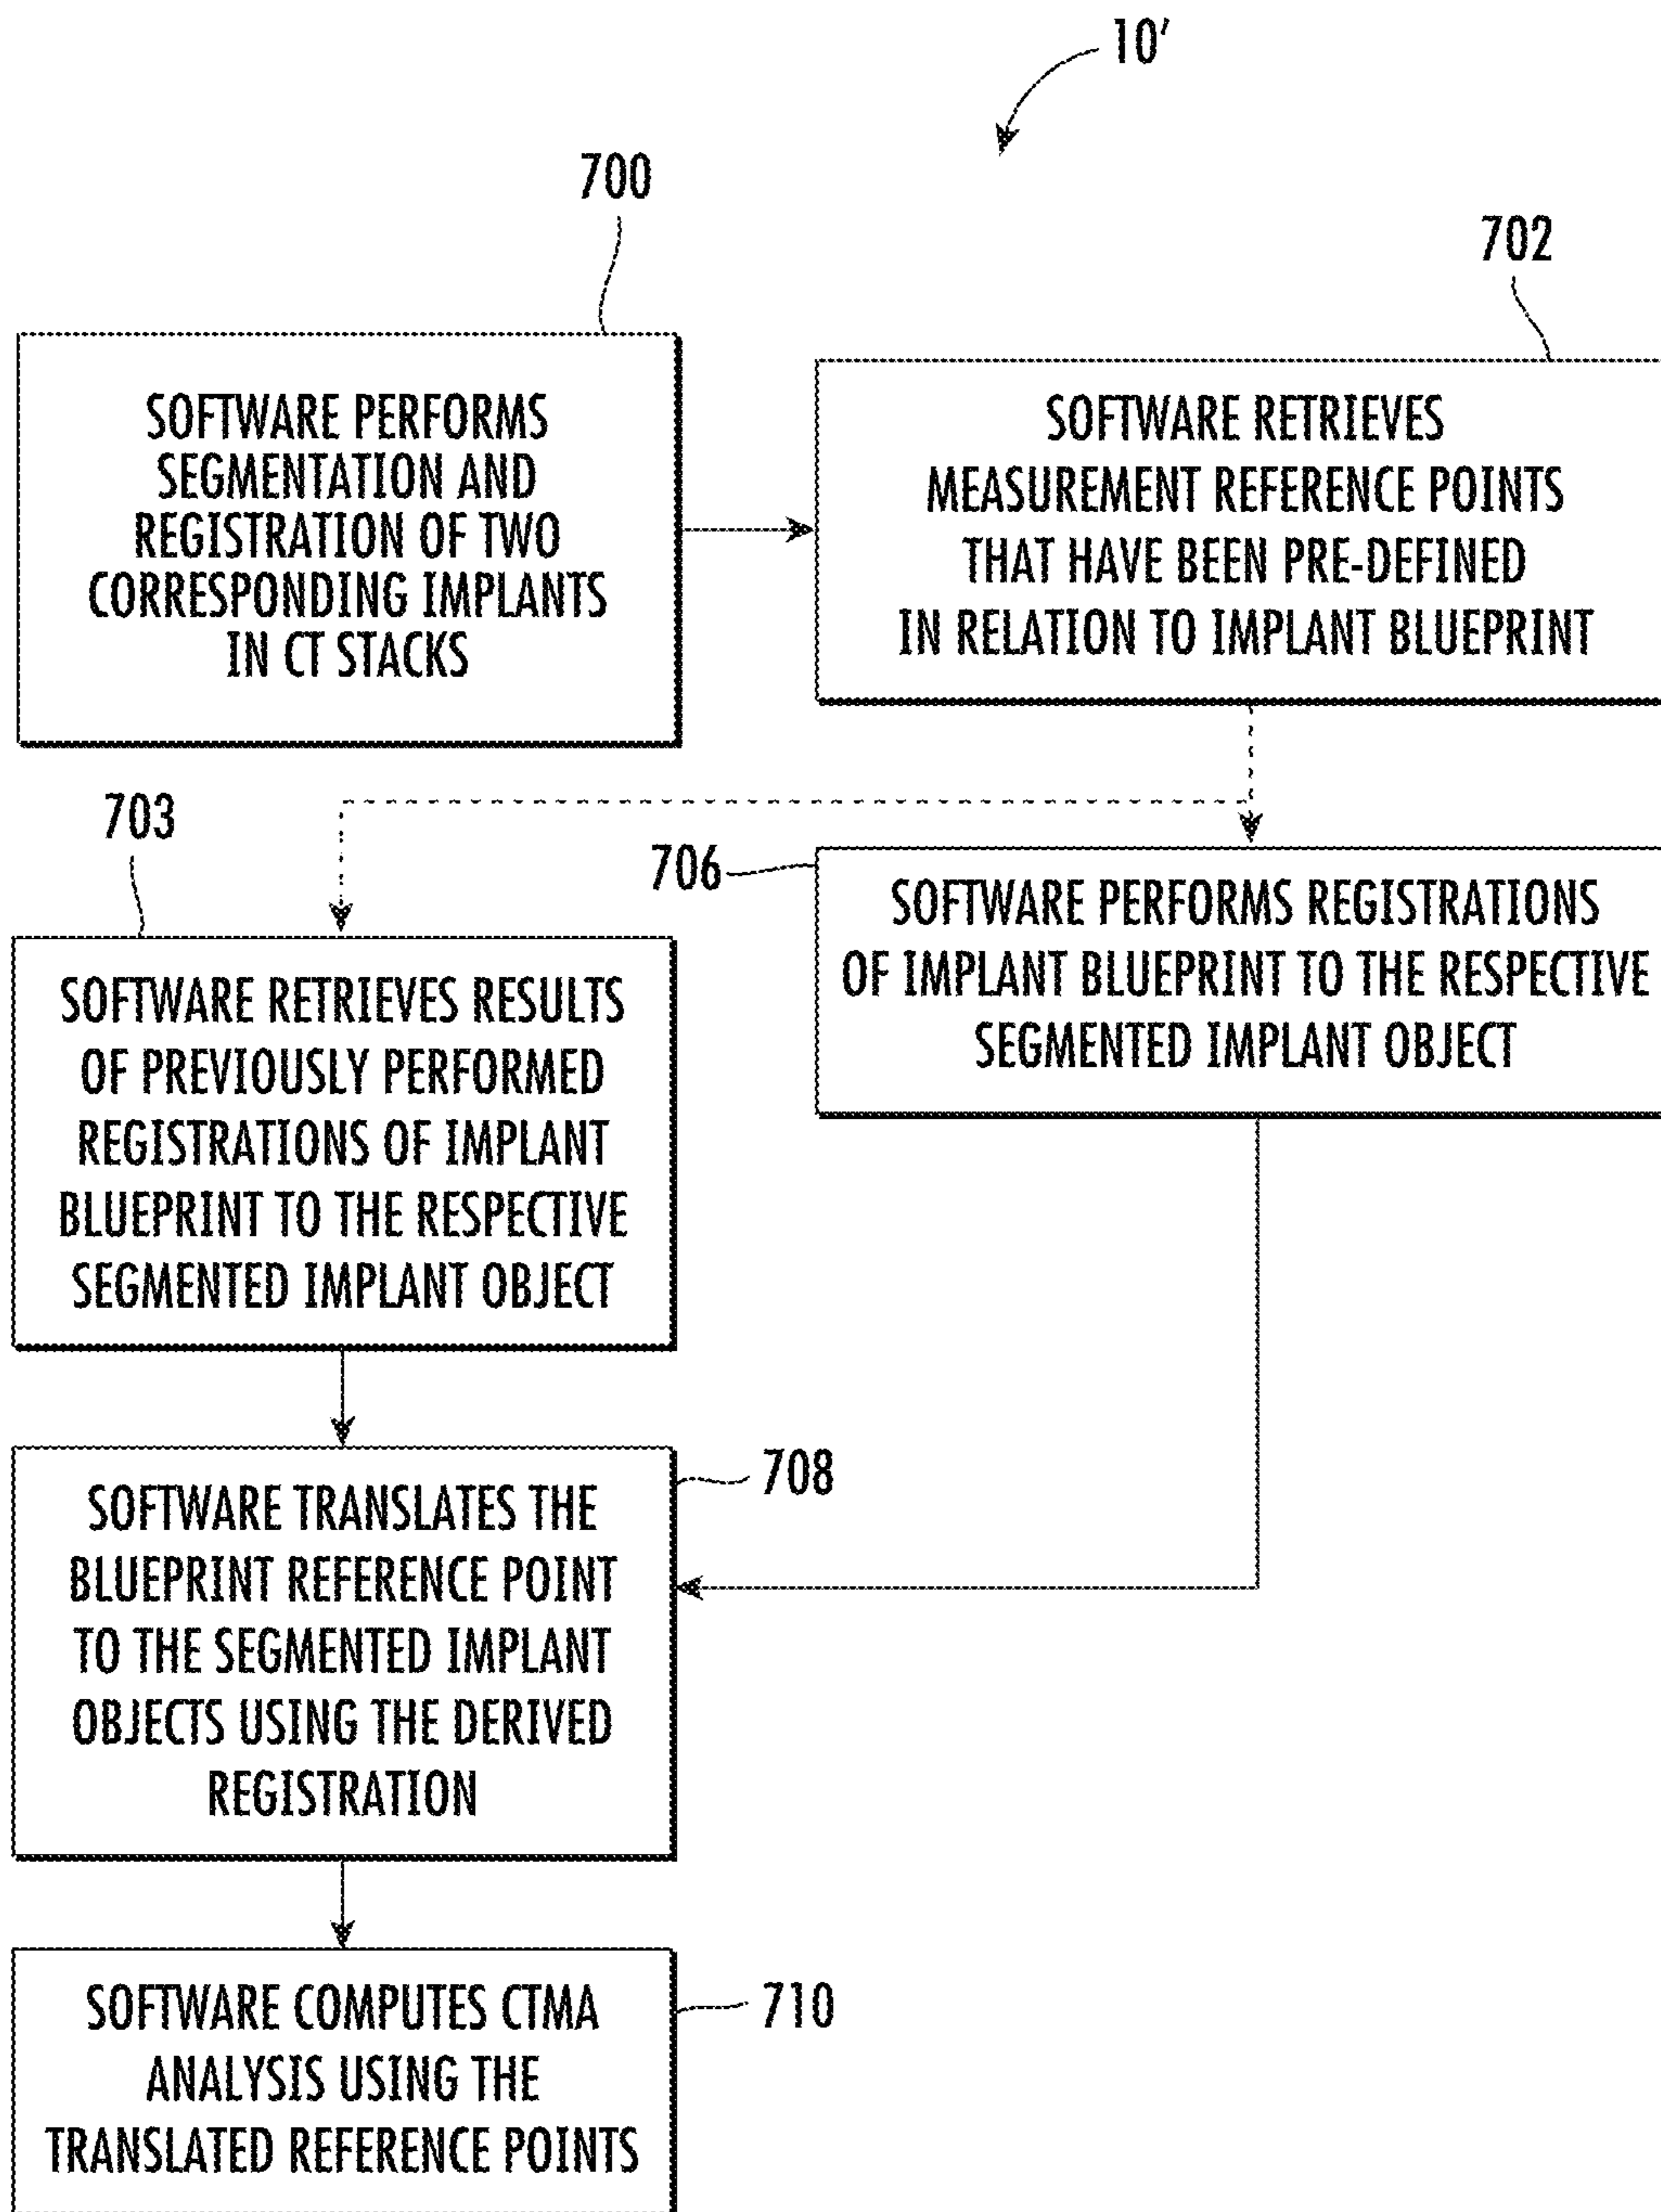 10'
700
702
SOFTWARE PERFORMS
SEGMENTATION AND
REGISTRATION OF TWO
CORRESPONDING IMPLANTS
IN CT STACKS
SOFTWARE RETRIEVES
MEASUREMENT REFERENCE POINTS
THAT HAVE BEEN PRE-DEFINED
IN RELATION TO IMPLANT BLUEPRINT
703
706
SOFTWARE PERFORMS REGISTRATIONS
OF IMPLANT BLUEPRINT TO THE RESPECTIVE
SEGMENTED IMPLANT OBJECT
SOFTWARE RETRIEVES RESULTS
OF PREVIOUSLY PERFORMED
REGISTRATIONS OF IMPLANT
BLUEPRINT TO THE RESPECTIVE
SEGMENTED IMPLANT OBJECT
708
SOFTWARE TRANSLATES THE
BLUEPRINT REFERENCE POINT
TO THE SEGMENTED IMPLANT
OBJECTS USING THE DERIVED
REGISTRATION
710
SOFTWARE COMPUTES CTMA
ANALYSIS USING THE
TRANSLATED REFERENCE POINTS